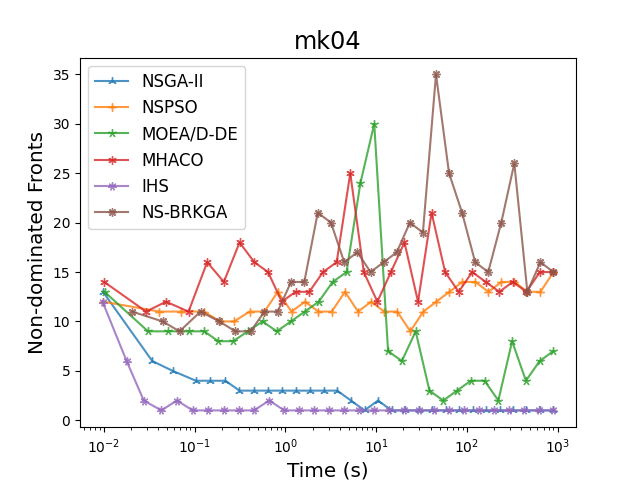 mk04
Non-dominated Fronts
35
30
25
20
15
10
5
0
NSGA-II
NSPSO
MOEA/D-DE
MHACO
IHS
NS-BRKGA
10⁻² 10⁻¹ 10⁰ 10¹ 10² 10³
Time (s)